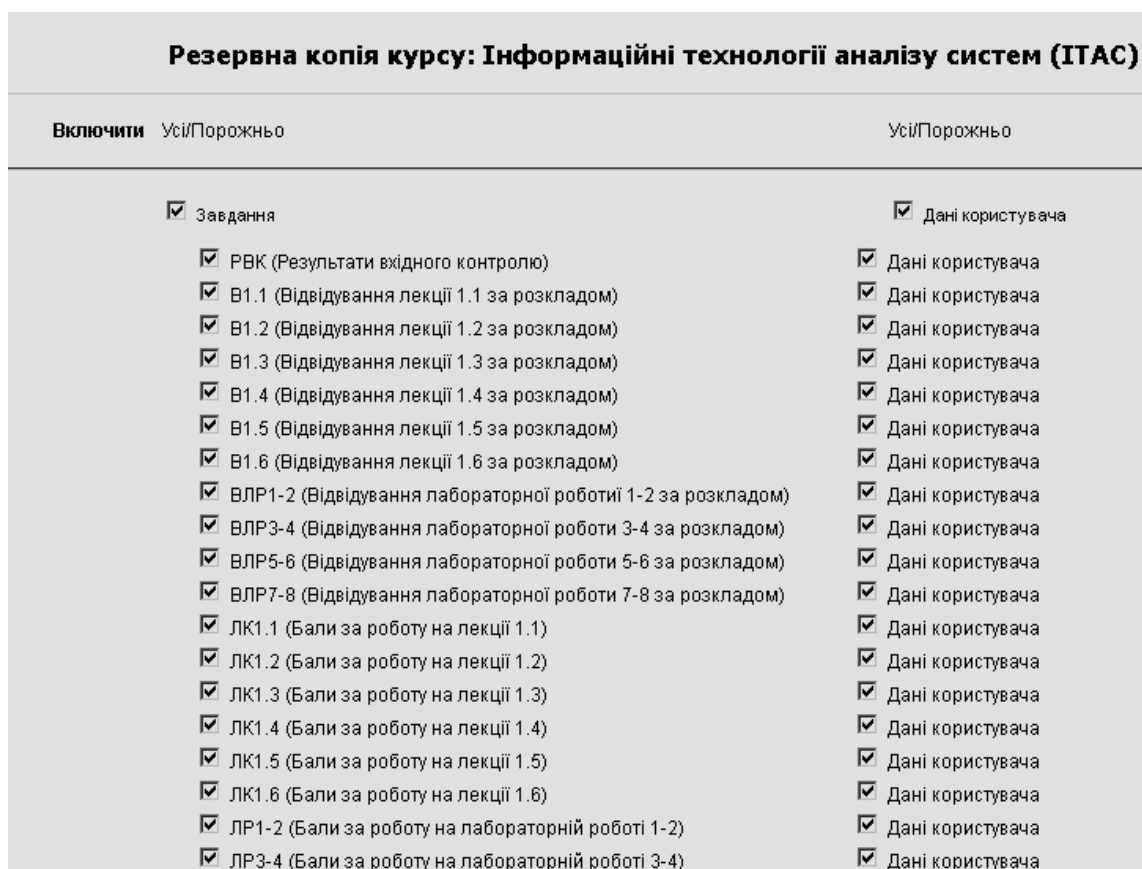 Резервна копія курсу: Інформаційні технології аналізу систем (ІТАС)
Включити Усі/Порожньо Усі/Порожньо
Завдання Дані користувача
РВК (Результати вхідного контролю) Дані користувача
В1.1 (Відвідування лекції 1.1 за розкладом) Дані користувача
В1.2 (Відвідування лекції 1.2 за розкладом) Дані користувача
В1.3 (Відвідування лекції 1.3 за розкладом) Дані користувача
В1.4 (Відвідування лекції 1.4 за розкладом) Дані користувача
В1.5 (Відвідування лекції 1.5 за розкладом) Дані користувача
В1.6 (Відвідування лекції 1.6 за розкладом) Дані користувача
ВЛР1-2 (Відвідування лабораторної роботиї 1-2 за розкладом) Дані користувача
ВЛР3-4 (Відвідування лабораторної роботи 3-4 за розкладом) Дані користувача
ВЛР5-6 (Відвідування лабораторної роботи 5-6 за розкладом) Дані користувача
ВЛР7-8 (Відвідування лабораторної роботи 7-8 за розкладом) Дані користувача
ЛК1.1 (Бали за роботу на лекції 1.1) Дані користувача
ЛК1.2 (Бали за роботу на лекції 1.2) Дані користувача
ЛК1.3 (Бали за роботу на лекції 1.3) Дані користувача
ЛК1.4 (Бали за роботу на лекції 1.4) Дані користувача
ЛК1.5 (Бали за роботу на лекції 1.5) Дані користувача
ЛК1.6 (Бали за роботу на лекції 1.6) Дані користувача
ЛР1-2 (Бали за роботу на лабораторній роботі 1-2) Дані користувача
ЛР3-4 (Бали за роботу на лабораторній роботі 3-4) Дані користувача